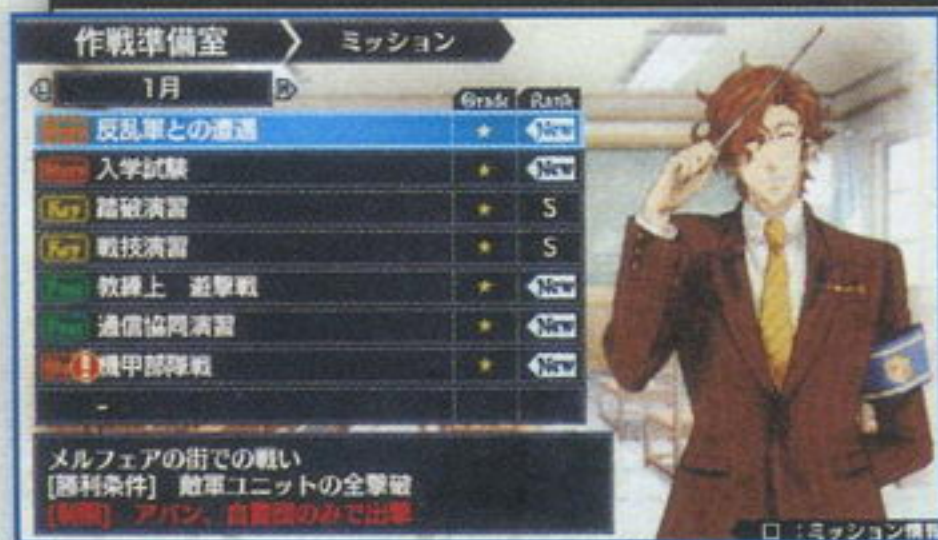 作戦準備室 ミッション
1月
Grade Rank
反乱軍との遭遇 New
入学試験 New
Key 踏破演習 S
Key 戦技演習 S
教練上 遊撃戦 New
通信協同演習 New
機甲部隊戦 New
-
メルフェアの街での戦い
[勝利条件] 敵軍ユニットの全撃破
[制限] アバン、自警団のみで出撃
□：ミッション情報